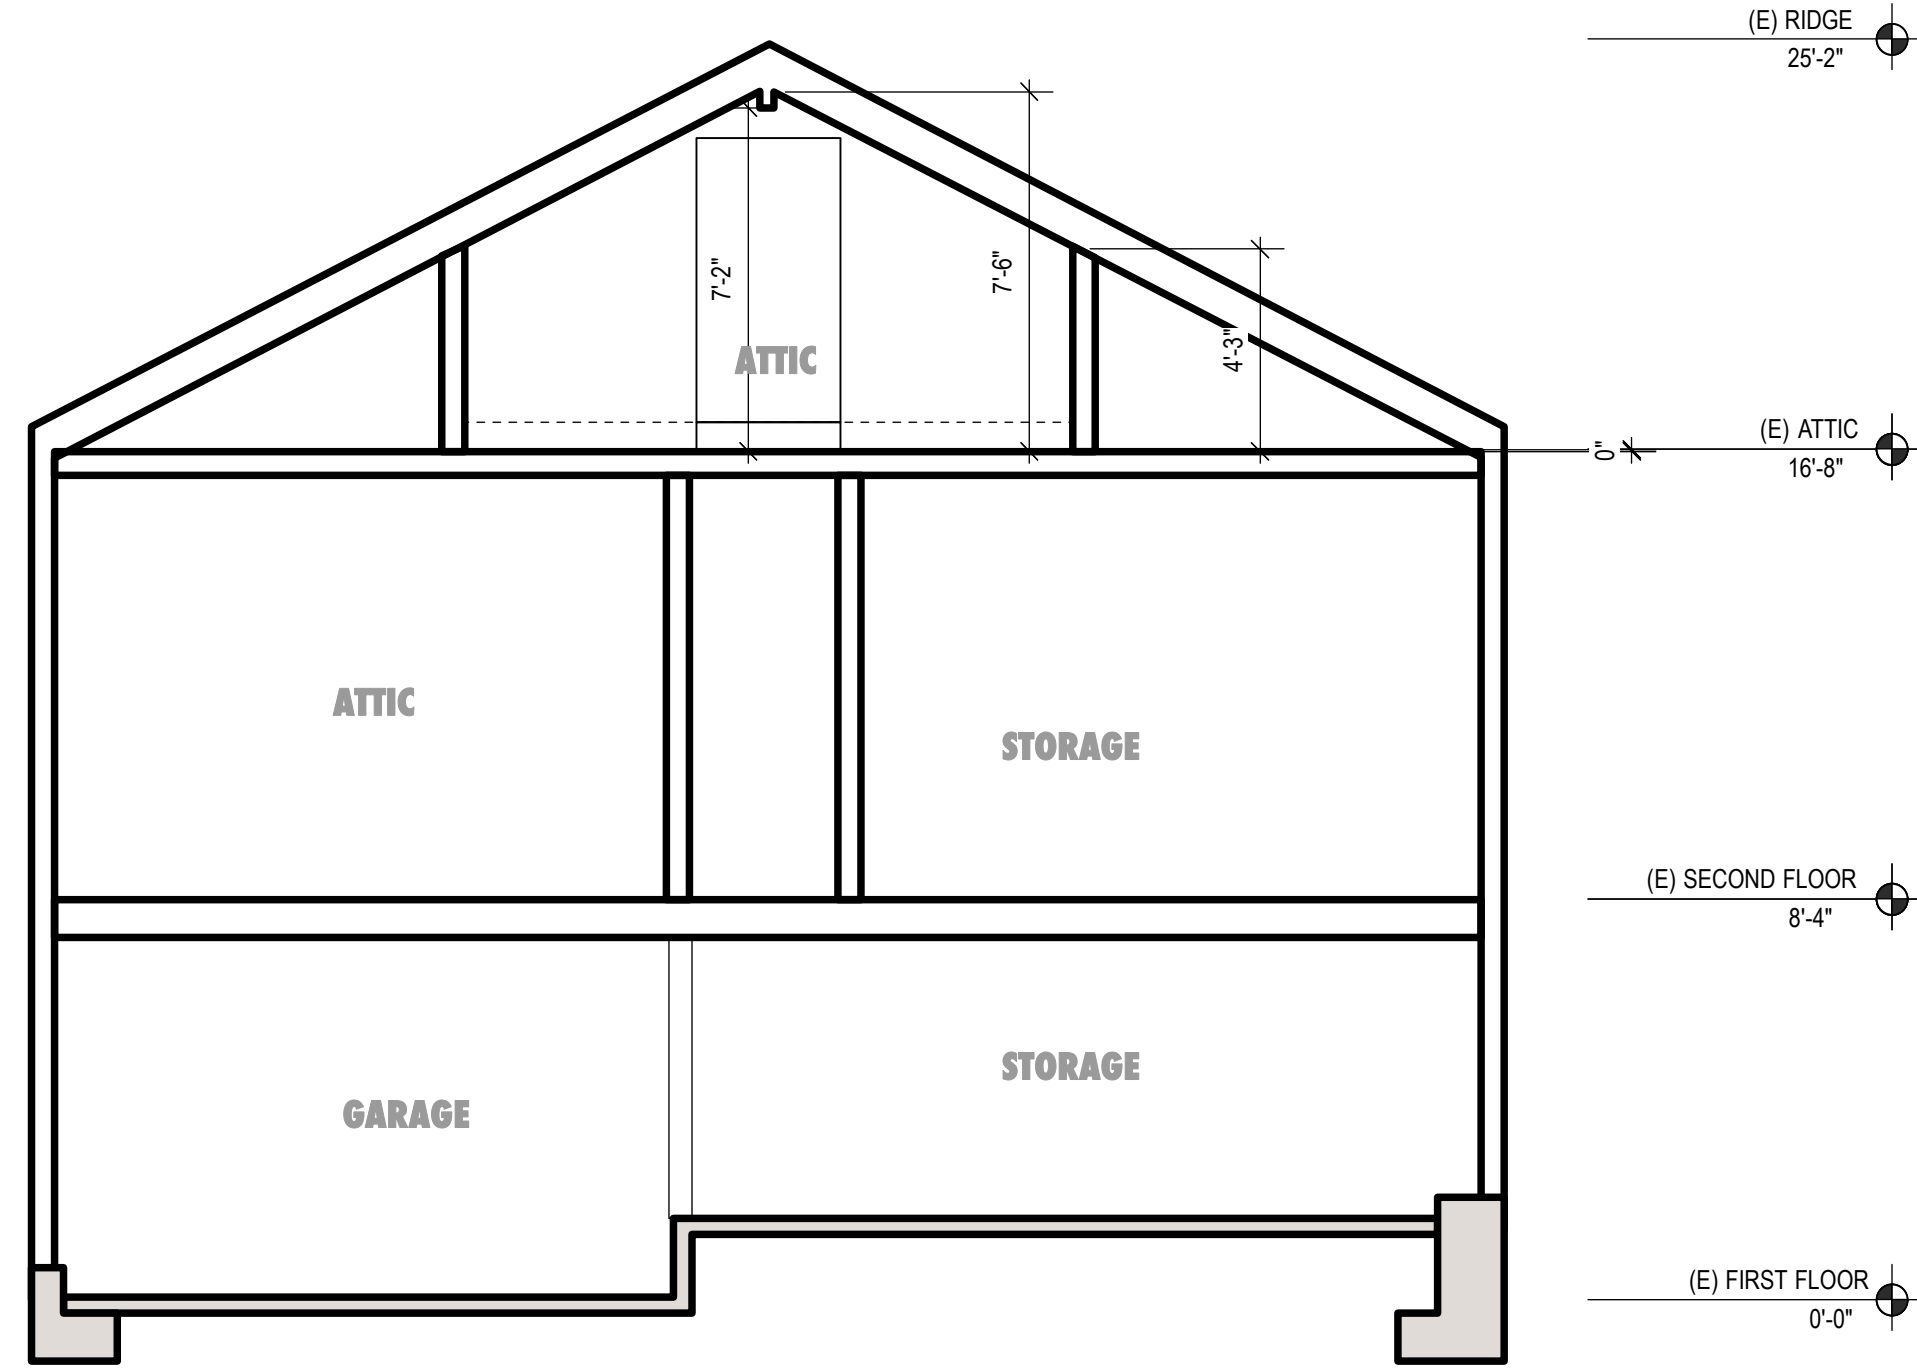 (E) RIDGE
25'-2"
7'-2"
7'-6"
4'-3"
ATTIC
(E) ATTIC
0"
16'-8"
ATTIC
STORAGE
(E) SECOND FLOOR
8'-4"
STORAGE
GARAGE
(E) FIRST FLOOR
0'-0"